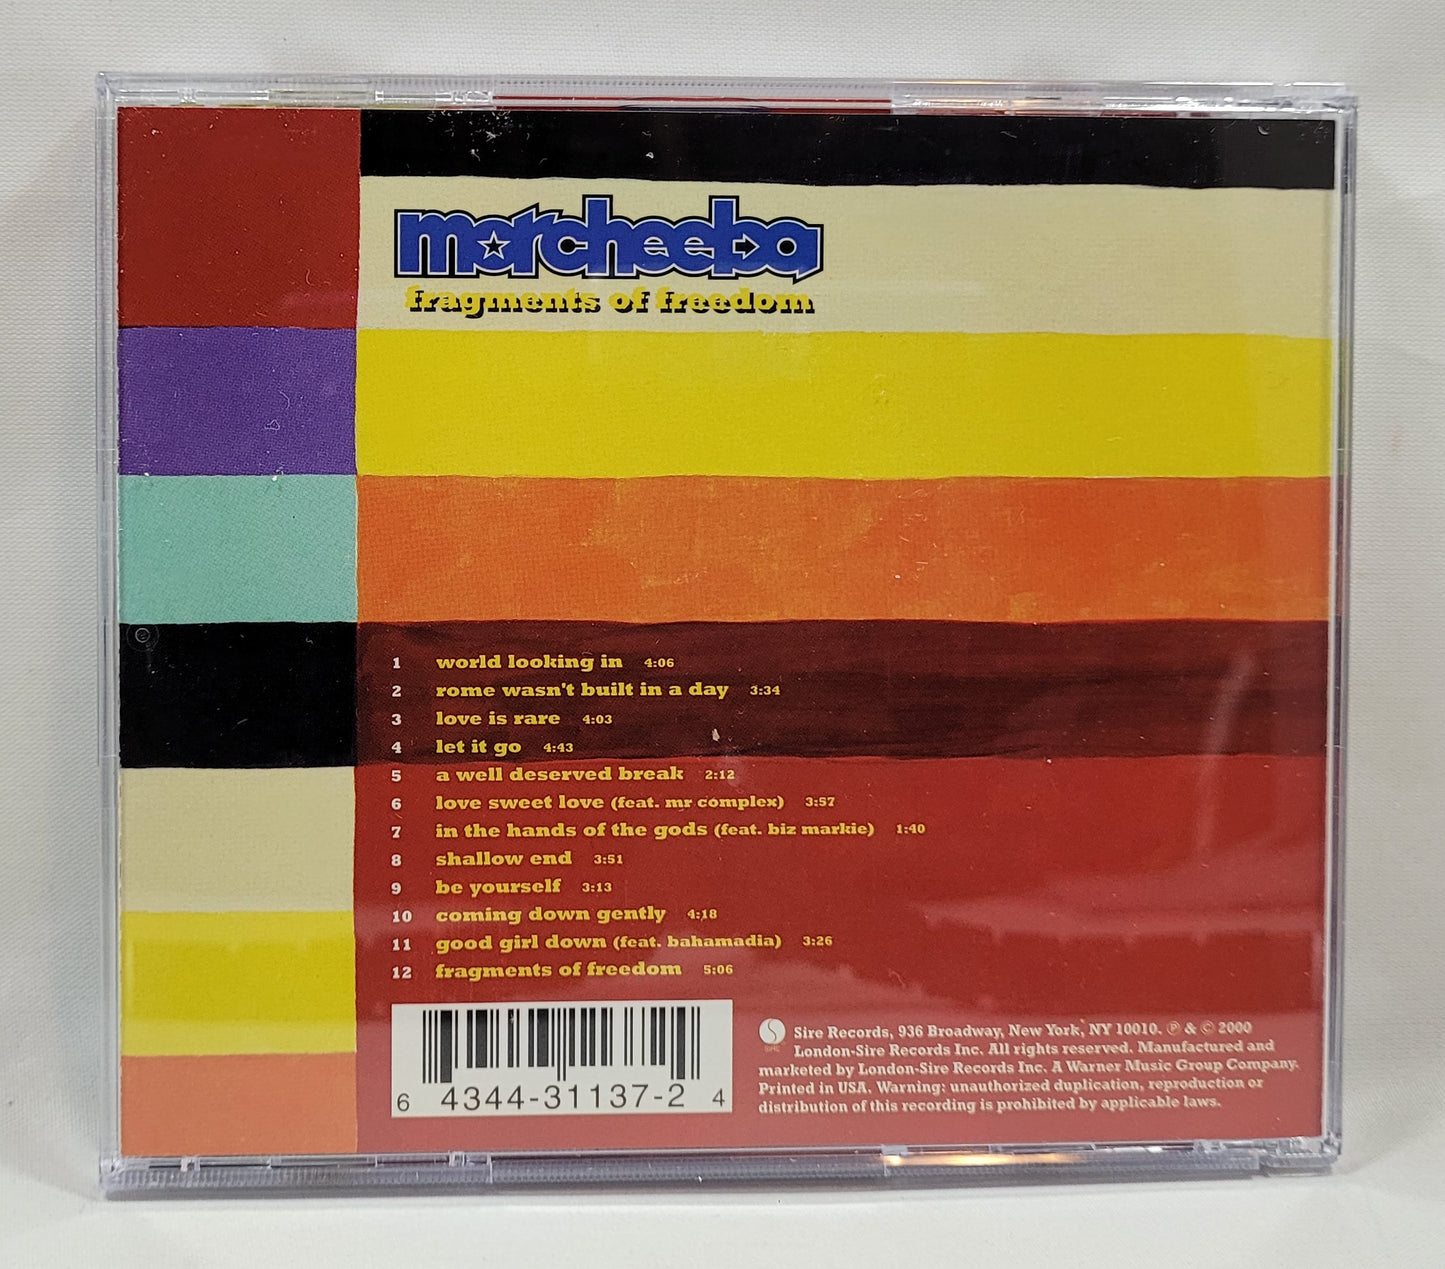 morcheeba
fragments of freedom
1 world looking in 4:06
2 rome wasn't built in a day 3:34
3 love is rare 4:03
4 let it go 4:43
5 a well deserved break 2:12
6 love sweet love (feat. mr complex) 3:57
7 in the hands of the gods (feat. biz markie) 1:40
8 shallow end 3:51
9 be yourself 3:13
10 coming down gently 4:18
11 good girl down (feat. bahamadia) 3:26
12 fragments of freedom 5:06
6 4344-31137-2 4
SIRE
Sire Records, 936 Broadway, New York, NY 10010. ℗ & © 2000
London-Sire Records Inc. All rights reserved. Manufactured and
marketed by London-Sire Records Inc. A Warner Music Group Company.
Printed in USA. Warning: unauthorized duplication, reproduction or
distribution of this recording is prohibited by applicable laws.